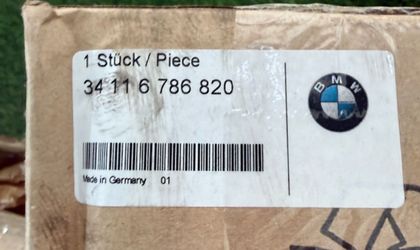 1 Stück / Piece
34 11 6 786 820
BMW
Made in Germany 01